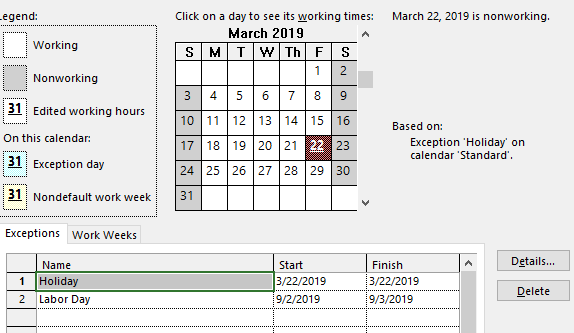 Legend:
Working
Nonworking
31 Edited working hours
On this calendar:
31 Exception day
31 Nondefault work week
Click on a day to see its working times:
March 2019
S M T W Th F S
1 2
3 4 5 6 7 8 9
10 11 12 13 14 15 16
17 18 19 20 21 22 23
24 25 26 27 28 29 30
31
March 22, 2019 is nonworking.
Based on:
Exception 'Holiday' on
calendar 'Standard'.
Exceptions Work Weeks
Name Start Finish
1 Holiday 3/22/2019 3/22/2019
2 Labor Day 9/2/2019 9/3/2019
Details...
Delete